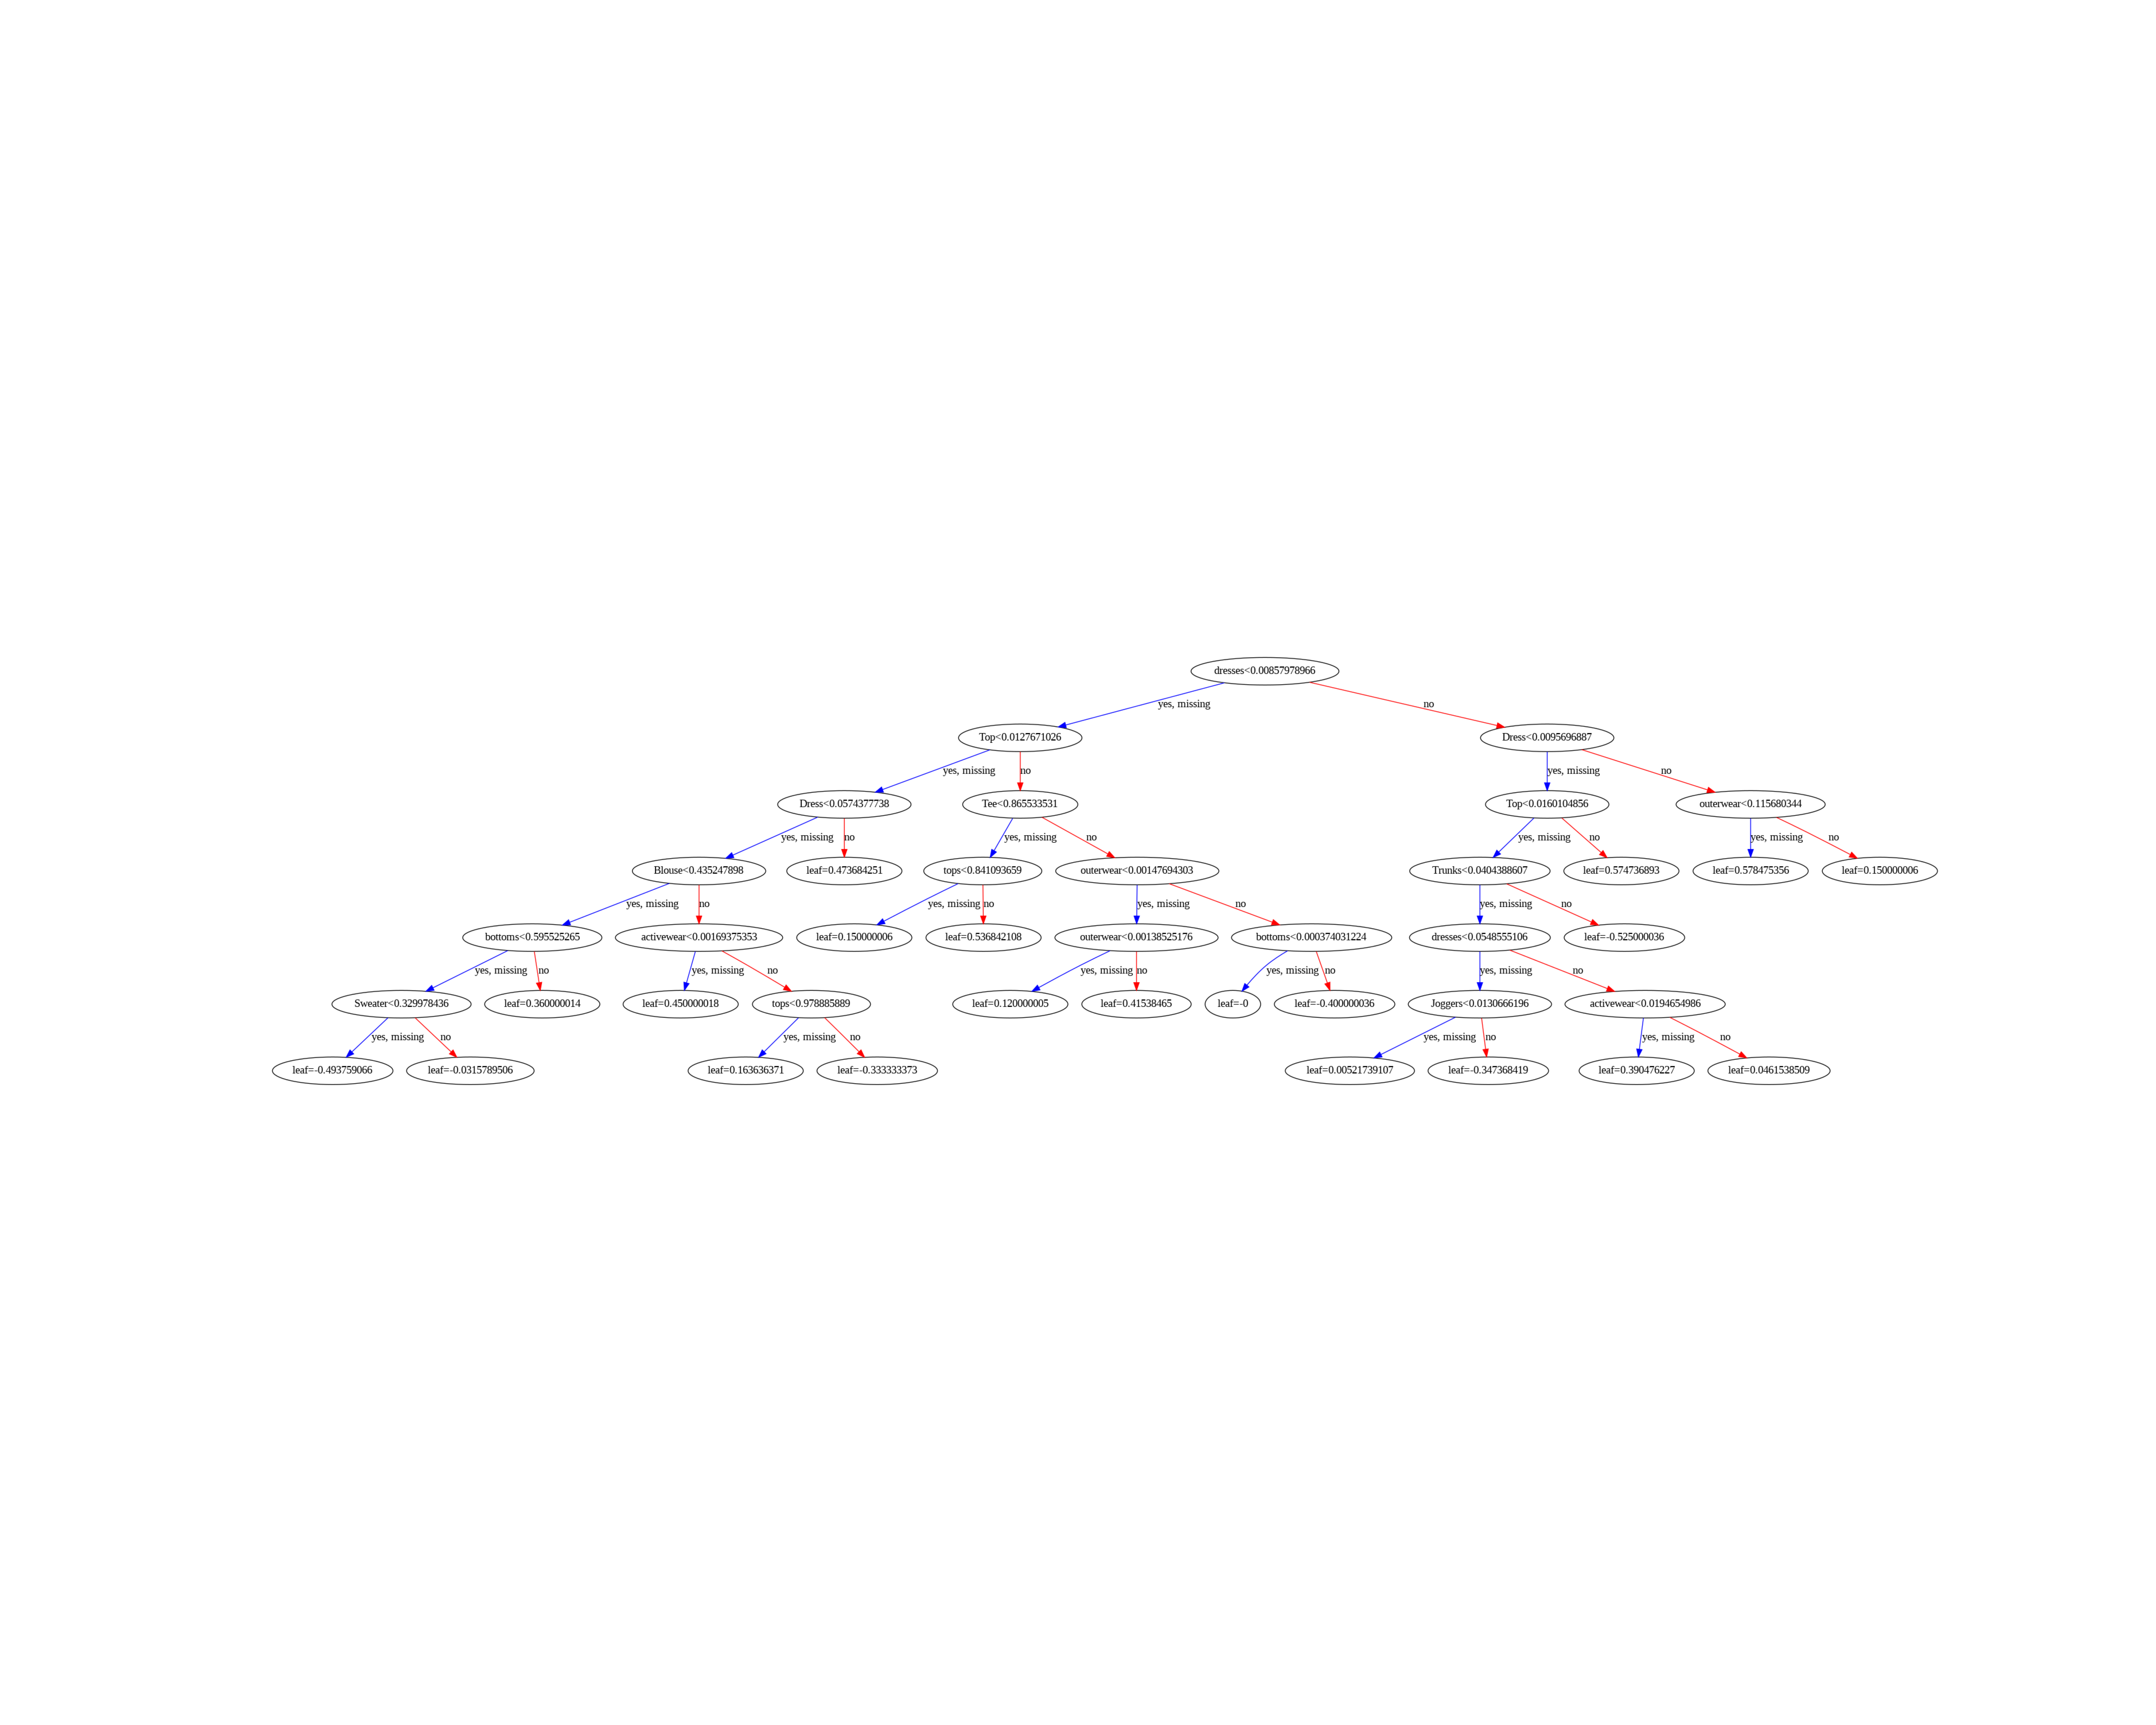 dresses<0.00857978966
yes, missing
no
Top<0.0127671026
Dress<0.0095696887
yes, missing
no
yes, missing
no
Dress<0.0574377738
Tee<0.865533531
Top<0.0160104856
outerwear<0.115680344
yes, missing
no
yes, missing
no
yes, missing
no
yes, missing
no
Blouse<0.435247898
leaf=0.473684251
tops<0.841093659
outerwear<0.00147694303
Trunks<0.0404388607
leaf=0.574736893
leaf=0.578475356
leaf=0.150000006
yes, missing
no
yes, missing
no
yes, missing
no
yes, missing
no
bottoms<0.595525265
activewear<0.00169375353
leaf=0.150000006
leaf=0.536842108
outerwear<0.00138525176
bottoms<0.000374031224
dresses<0.0548555106
leaf=-0.525000036
yes, missing
no
yes, missing
no
yes, missing
no
yes, missing
no
yes, missing
no
Sweater<0.329978436
leaf=0.360000014
leaf=0.450000018
tops<0.978885889
leaf=0.120000005
leaf=0.41538465
leaf=-0
leaf=-0.400000036
Joggers<0.0130666196
activewear<0.0194654986
yes, missing
no
yes, missing
no
yes, missing
no
yes, missing
no
leaf=-0.493759066
leaf=-0.0315789506
leaf=0.163636371
leaf=-0.333333373
leaf=0.00521739107
leaf=-0.347368419
leaf=0.390476227
leaf=0.0461538509